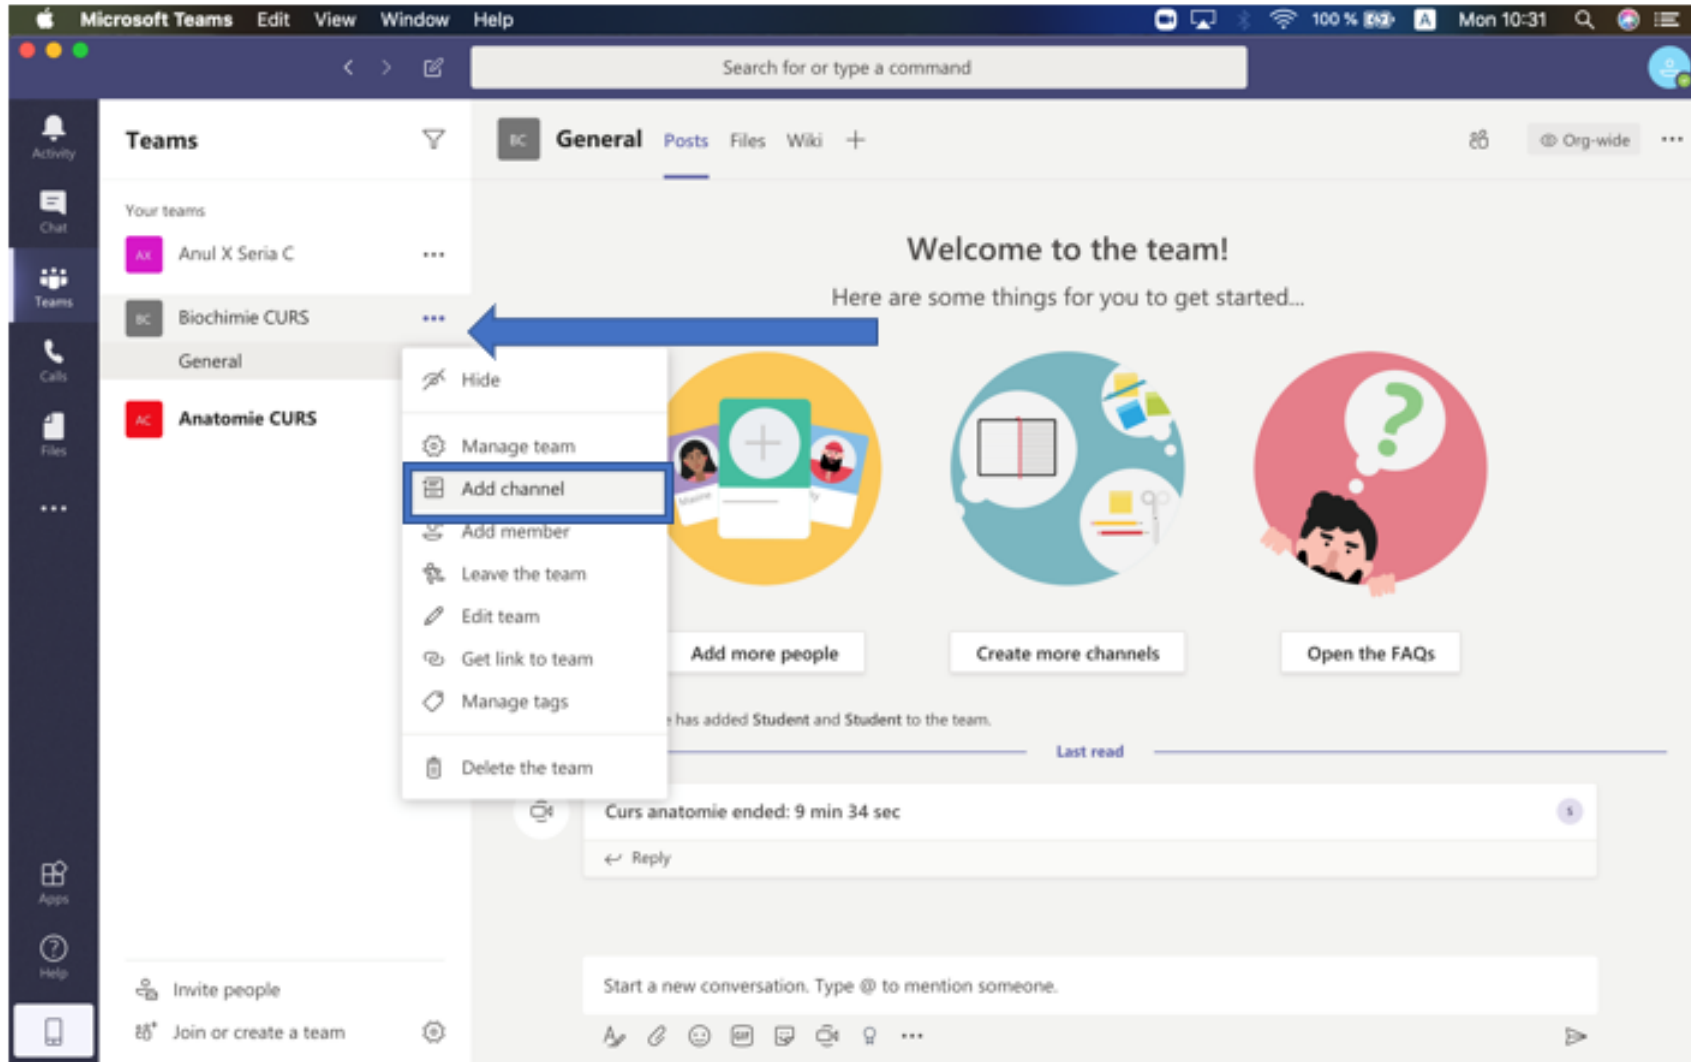 Microsoft Teams Edit View Window Help 100 % A Mon 10:31
Search for or type a command
Activity
Chat
Teams
Calls
Files
Apps
Help
Teams
Your teams
AX Anul X Seria C
BC Biochimie CURS
General
AC Anatomie CURS
Invite people
Join or create a team
Hide
Manage team
Add channel
Add member
Leave the team
Edit team
Get link to team
Manage tags
Delete the team
BC General Posts Files Wiki Org-wide
Welcome to the team!
Here are some things for you to get started...
Maxine
ty
Add more people Create more channels Open the FAQs
has added Student and Student to the team.
Last read
Curs anatomie ended: 9 min 34 sec S
Reply
Start a new conversation. Type @ to mention someone.
GIF